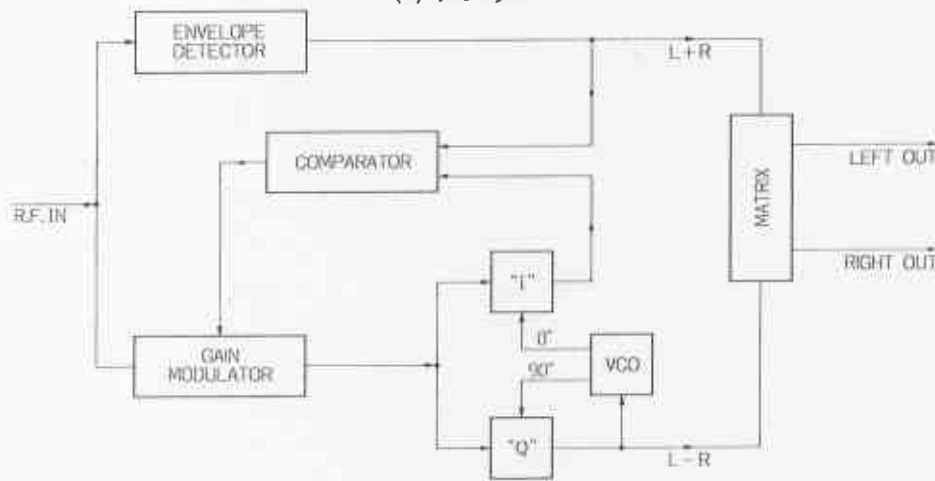 ENVELOPE
DETECTOR
L+R
COMPARATOR
LEFT OUT
MATRIX
R.F. IN
RIGHT OUT
"I"
0°
GAIN
MODULATOR
VCO
90°
"Q"
L-R